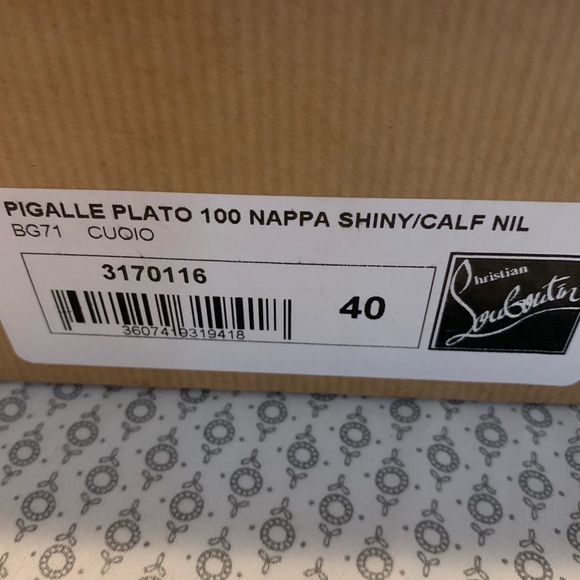 PIGALLE PLATO 100 NAPPA SHINY/CALF NIL
BG71 CUOIO
3170116
3607419319418
40
Christian
Louboutin